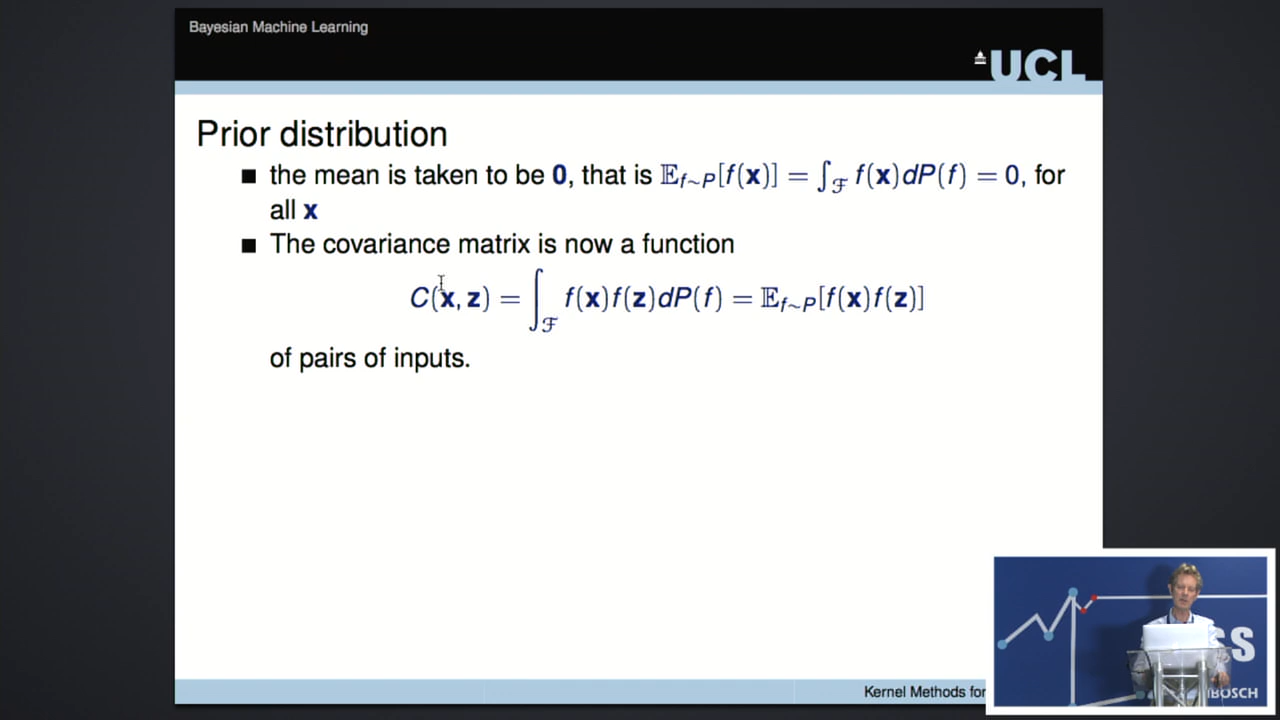 Bayesian Machine Learning
UCL
Prior distribution
■ the mean is taken to be 0, that is 𝔼_{f∼P}[f(x)] = ∫_ℱ f(x)dP(f) = 0, for
all x
■ The covariance matrix is now a function
C(x, z) = ∫_ℱ f(x)f(z)dP(f) = 𝔼_{f∼P}[f(x)f(z)]
of pairs of inputs.
Kernel Methods for